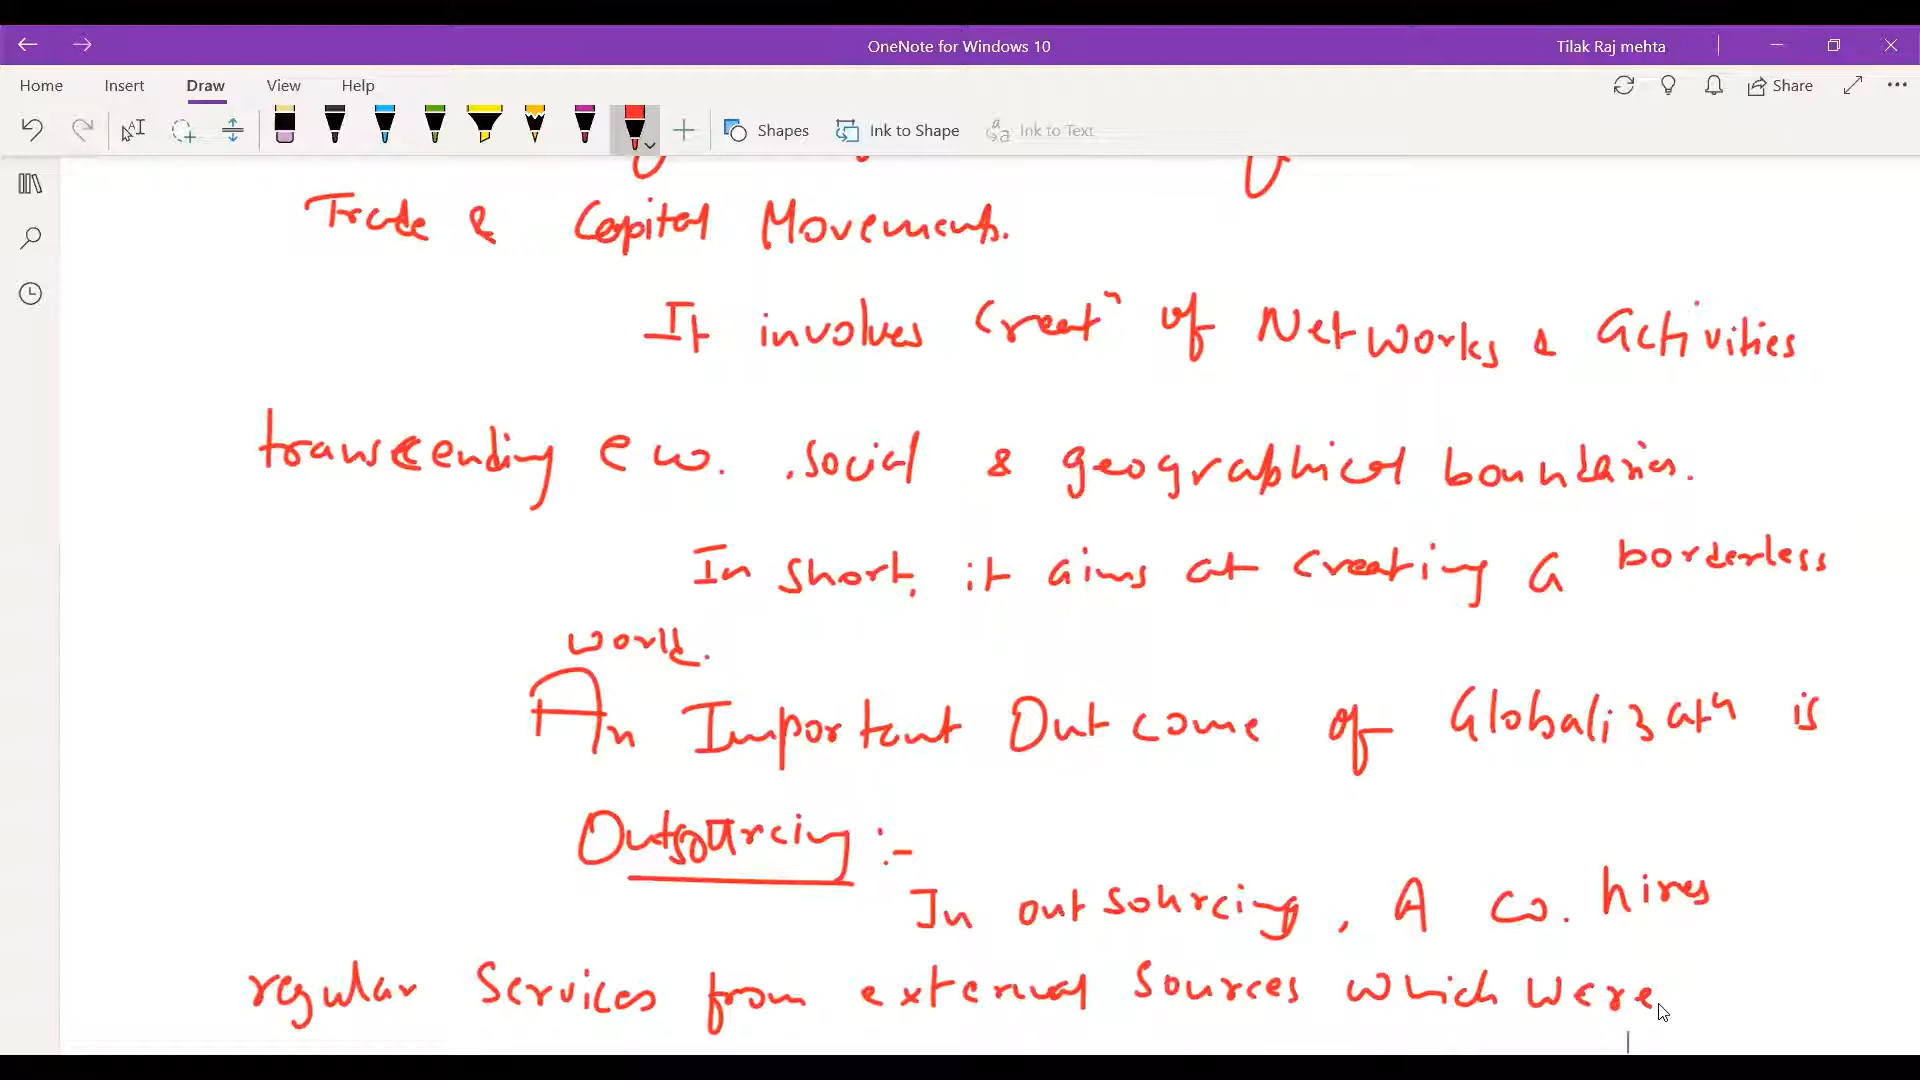 OneNote for Windows 10
Tilak Raj mehta
Home Insert Draw View Help
Share
Shapes Ink to Shape Ink to Text
Trade & Capital Movements.
It involves Creat⁻ of Networks & Activities
transcending eco. social & geographical boundaries.
In short, it aims at creating a borderless
world.
An Important Outcome of Globalizatn is
Outsourcing :-
In outsourcing, A co. hires
regular Services from external Sources which were